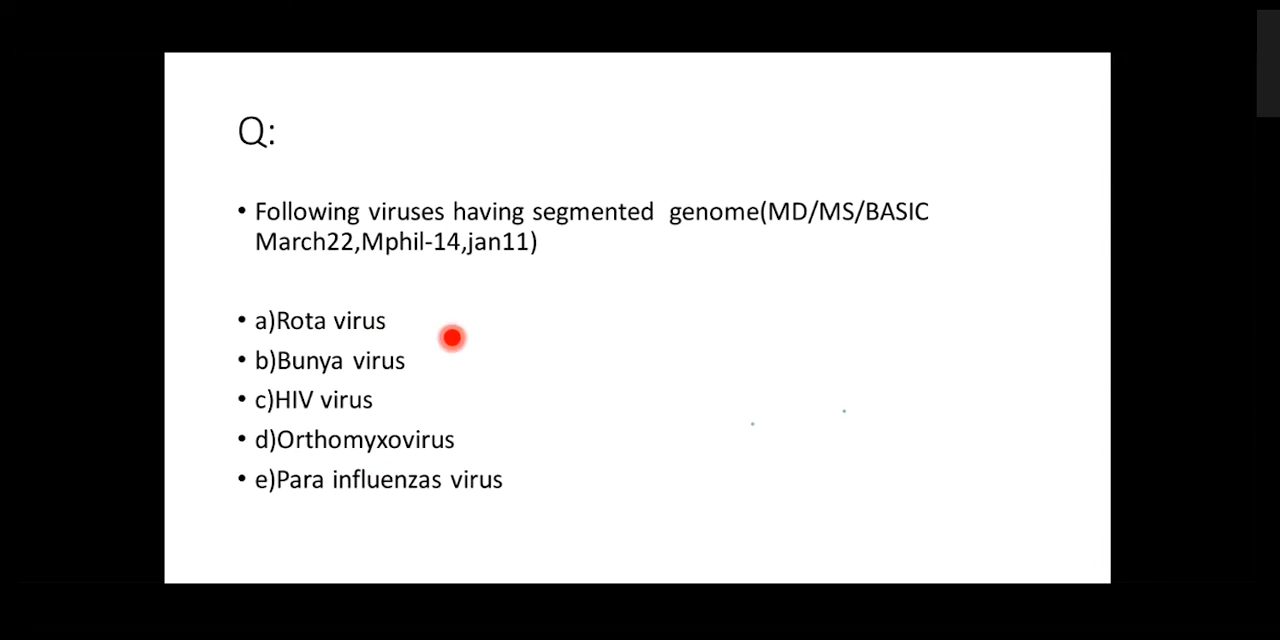 Q:
• Following viruses having segmented genome(MD/MS/BASIC
March22,Mphil-14,jan11)
• a)Rota virus
• b)Bunya virus
• c)HIV virus
• d)Orthomyxovirus
• e)Para influenzas virus